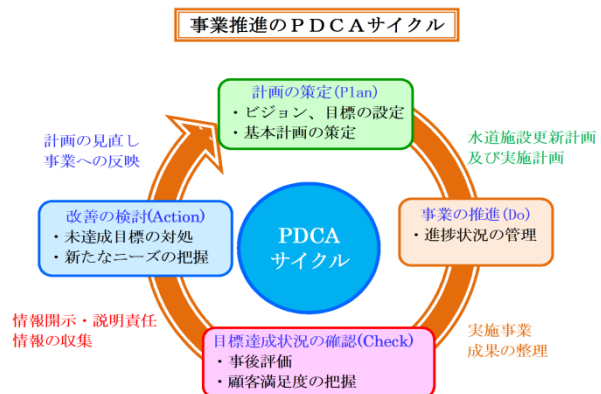 事業推進のＰＤＣＡサイクル
計画の策定(Plan)
・ビジョン、目標の設定
・基本計画の策定
計画の見直し
事業への反映
水道施設更新計画
及び実施計画
改善の検討(Action)
・未達成目標の対処
・新たなニーズの把握
PDCA
サイクル
事業の推進(Do)
・進捗状況の管理
情報開示・説明責任
情報の収集
目標達成状況の確認(Check)
・事後評価
・顧客満足度の把握
実施事業
成果の整理